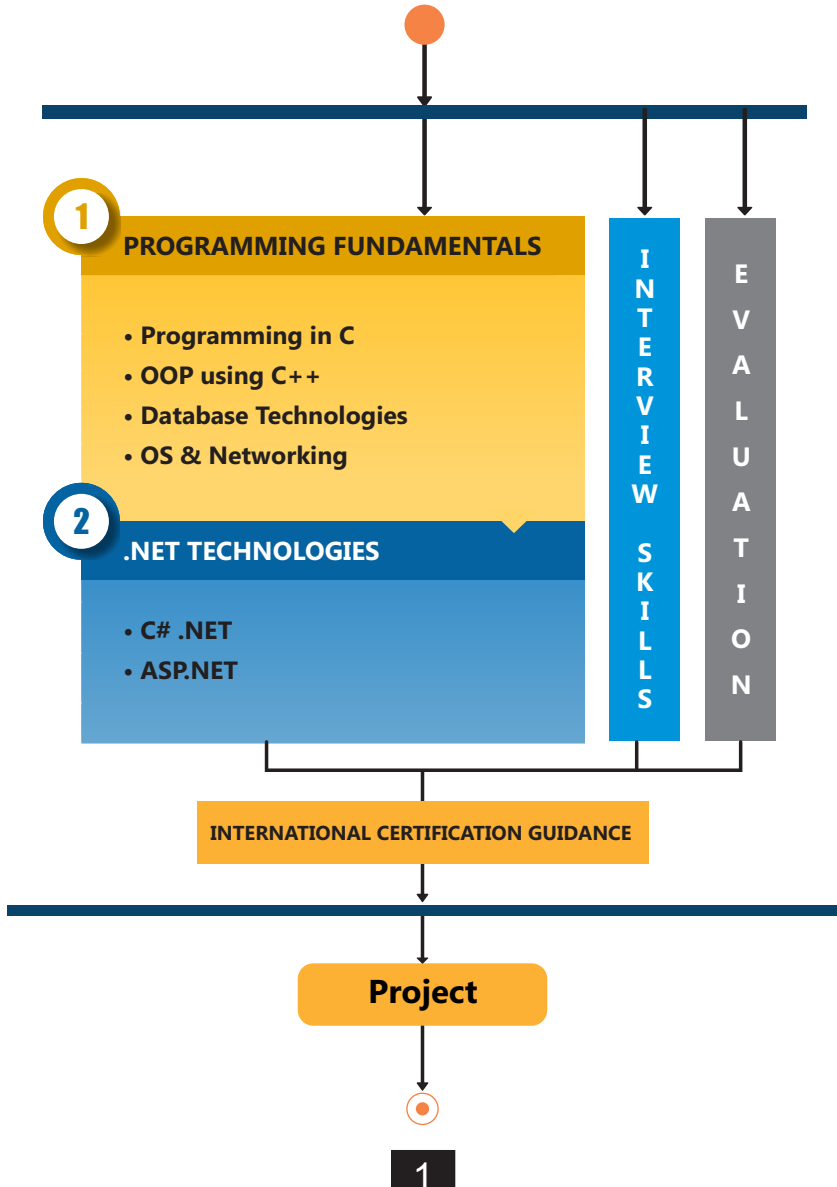 1
PROGRAMMING FUNDAMENTALS
• Programming in C
• OOP using C++
• Database Technologies
• OS & Networking
2
.NET TECHNOLOGIES
• C# .NET
• ASP.NET
INTERVIEW SKILLS
EVALUATION
INTERNATIONAL CERTIFICATION GUIDANCE
Project
1